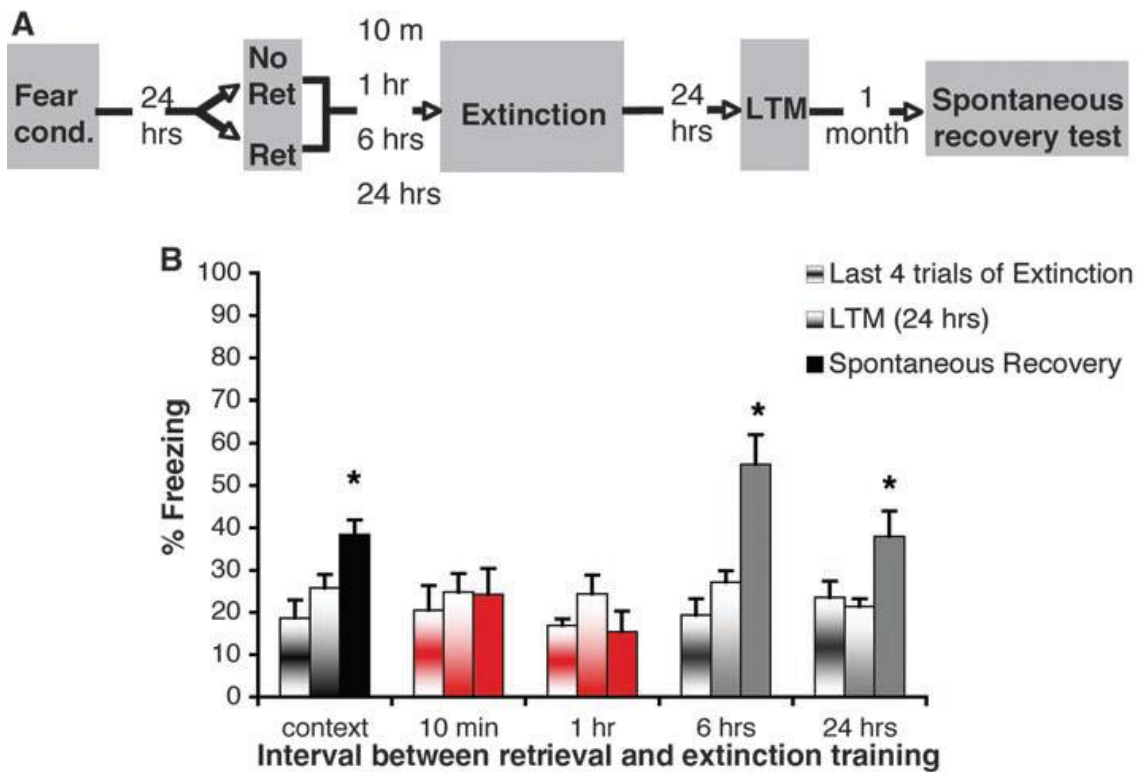 A
Fear
cond.
24
hrs
No
Ret
Ret
10 m
1 hr
6 hrs
24 hrs
Extinction
24
hrs
LTM
1
month
Spontaneous
recovery test
B
% Freezing
100
90
80
70
60
50
40
30
20
10
0
*
*
*
Last 4 trials of Extinction
LTM (24 hrs)
Spontaneous Recovery
context
10 min
1 hr
6 hrs
24 hrs
Interval between retrieval and extinction training